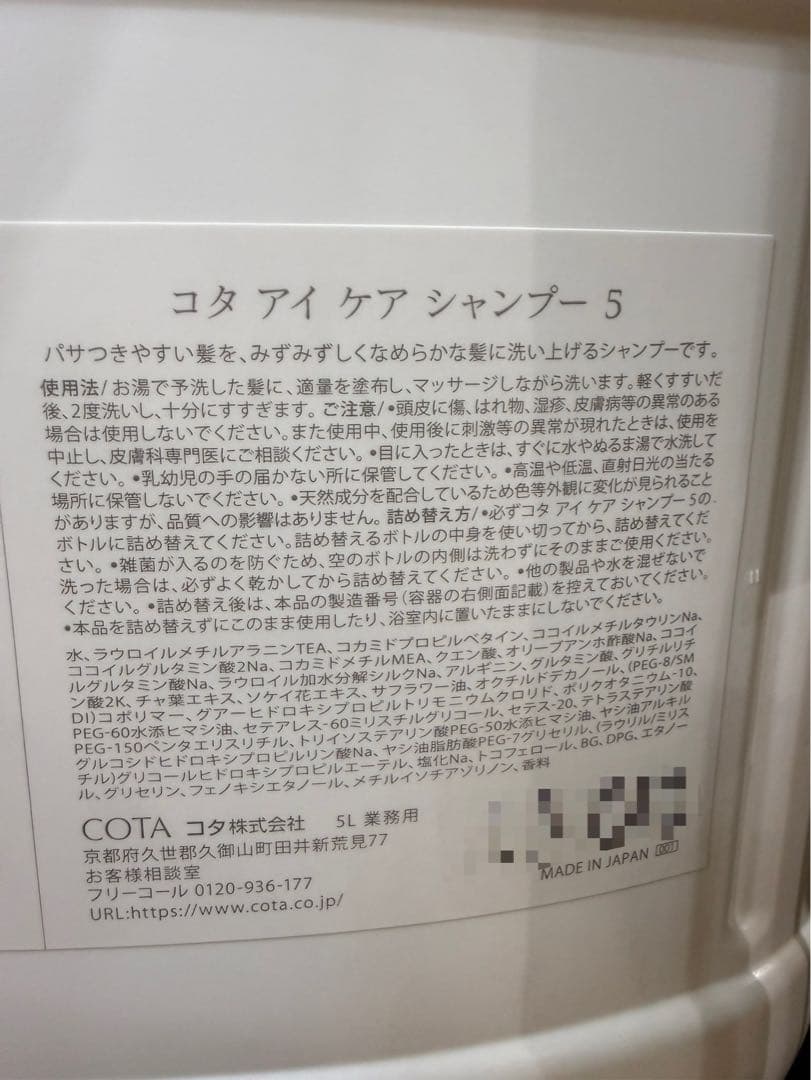 コタ アイ ケア シャンプー 5
パサつきやすい髪を、みずみずしくなめらかな髪に洗い上げるシャンプーです。
使用法/お湯で予洗した髪に、適量を塗布し、マッサージしながら洗います。軽くすすいだ
後、2度洗いし、十分にすすぎます。ご注意/•頭皮に傷、はれ物、湿疹、皮膚病等の異常のある
場合は使用しないでください。また使用中、使用後に刺激等の異常が現れたときは、使用を
中止し、皮膚科専門医にご相談ください。•目に入ったときは、すぐに水やぬるま湯で水洗して
ください。•乳幼児の手の届かない所に保管してください。•高温や低温、直射日光の当たる
場所に保管しないでください。•天然成分を配合しているため色等外観に変化が見られること
がありますが、品質への影響はありません。詰め替え方/•必ずコタ アイ ケア シャンプー 5の
ボトルに詰め替えてください。詰め替えるボトルの中身を使い切ってから、詰め替えてくだ
さい。•雑菌が入るのを防ぐため、空のボトルの内側は洗わずにそのままご使用ください。
洗った場合は、必ずよく乾かしてから詰め替えてください。•他の製品や水を混ぜないで
ください。•詰め替え後は、本品の製造番号(容器の右側面記載)を控えておいてください。
•本品を詰め替えずにこのまま使用したり、浴室内に置いたままにしないでください。
水、ラウロイルメチルアラニンTEA、コカミドプロピルベタイン、ココイルメチルタウリンNa、
ココイルグルタミン酸2Na、コカミドメチルMEA、クエン酸、オリーブアンホ酢酸Na、ココイ
ルグルタミン酸Na、ラウロイル加水分解シルクNa、アルギニン、グルタミン酸、グリチルリチ
ン酸2K、チャ葉エキス、ソケイ花エキス、サフラワー油、オクチルドデカノール、(PEG-8/SM
DI)コポリマー、グアーヒドロキシプロピルトリモニウムクロリド、ポリクオタニウム-10、
PEG-60水添ヒマシ油、セテアレス-60ミリスチルグリコール、セテス-20、テトラステアリン酸
PEG-150ペンタエリスリチル、トリイソステアリン酸PEG-50水添ヒマシ油、ヤシ油アルキル
グルコシドヒドロキシプロピルリン酸Na、ヤシ油脂肪酸PEG-7グリセリル、(ラウリル/ミリス
チル)グリコールヒドロキシプロピルエーテル、塩化Na、トコフェロール、BG、DPG、エタノー
ル、グリセリン、フェノキシエタノール、メチルイソチアゾリノン、香料
COTA コタ株式会社 5L 業務用
京都府久世郡久御山町田井新荒見77
お客様相談室
フリーコール 0120-936-177
URL:https://www.cota.co.jp/
MADE IN JAPAN 001